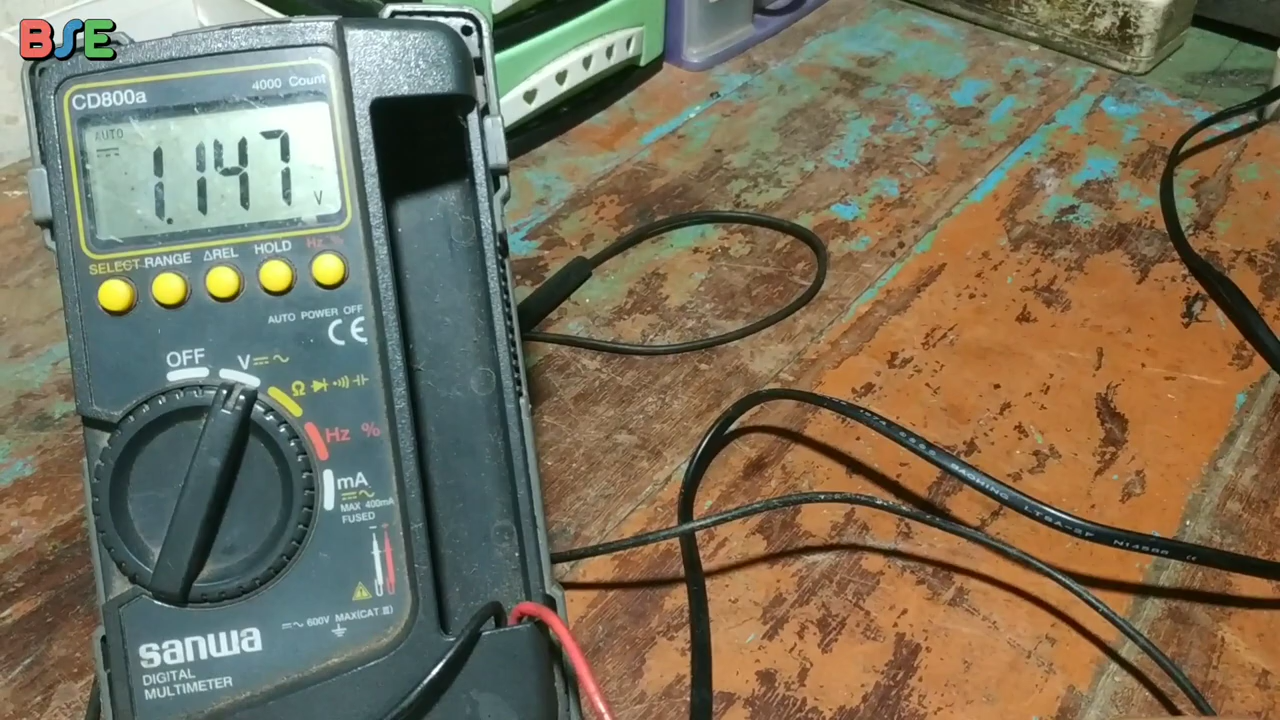 BSE
CD800a
4000 Count
AUTO
1.147 V
SELECT RANGE ΔREL HOLD Hz %
AUTO POWER OFF
CE
OFF
V
Ω
Hz %
mA
MAX 400mA
FUSED
600V MAX(CAT.III)
sanwa
DIGITAL
MULTIMETER